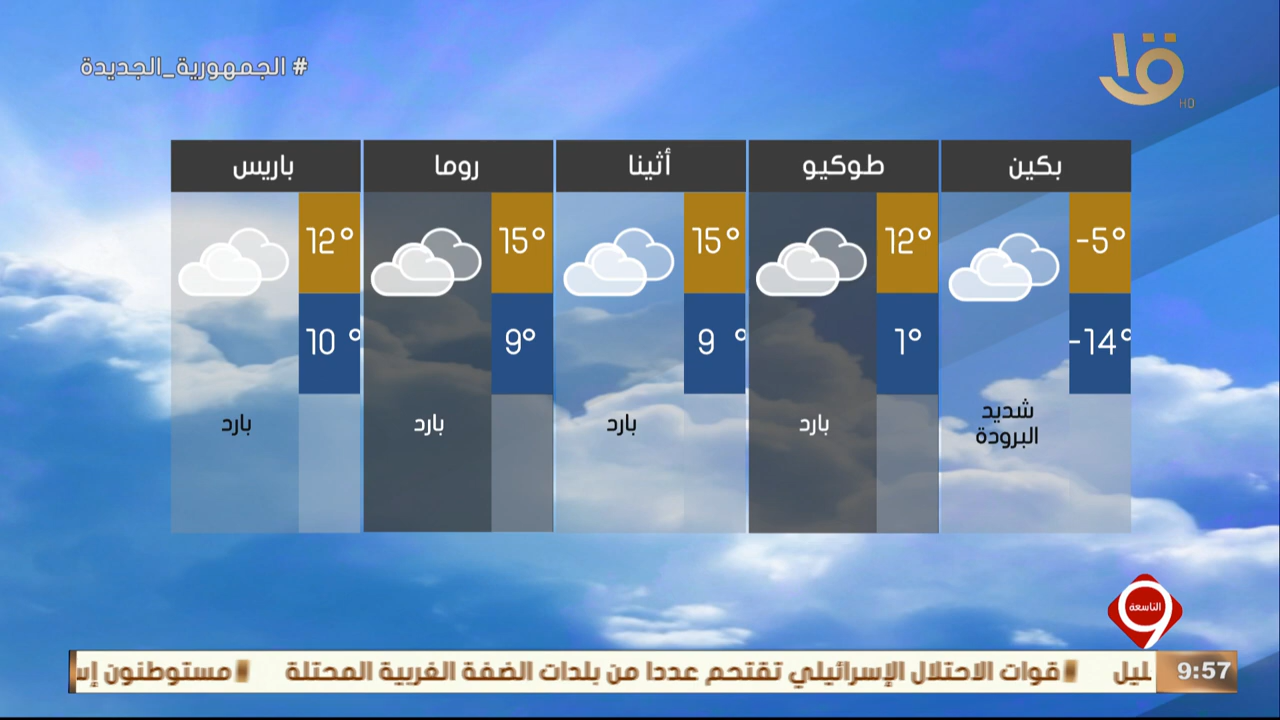 #الجمهورية_الجديدة
HD
بكين
طوكيو
أثينا
روما
باريس
-5°
12°
15°
15°
12°
-14°
1°
9 °
9°
10 °
شديد
البرودة
بارد
بارد
بارد
بارد
التاسعة
9
9:57
ليل ▪ قوات الاحتلال الإسرائيلي تقتحم عددا من بلدات الضفة الغربية المحتلة ▪ مستوطنون إس